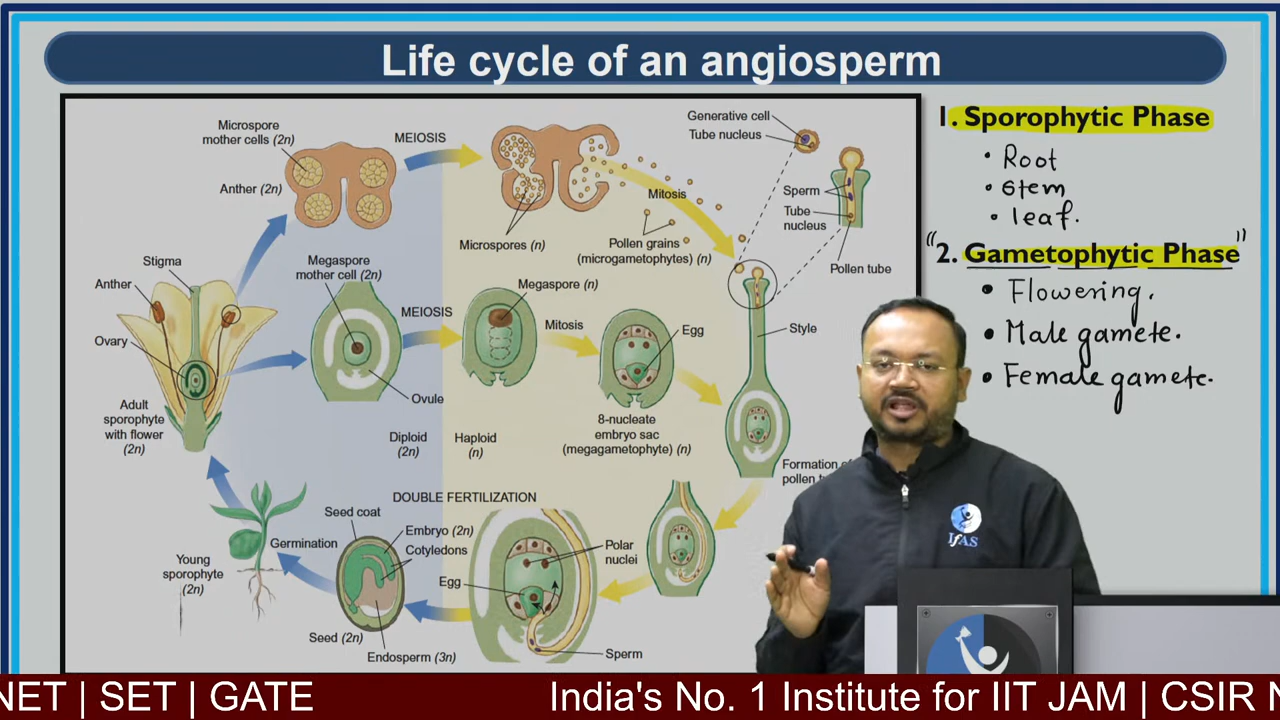 Life cycle of an angiosperm
Microspore
mother cells (2n)
Anther (2n)
MEIOSIS
Microspores (n)
Generative cell
Tube nucleus
Mitosis
Pollen grains
(microgametophytes) (n)
Sperm
Tube
nucleus
Pollen tube
Stigma
Anther
Ovary
Adult
sporophyte
with flower
(2n)
Megaspore
mother cell (2n)
Ovule
MEIOSIS
Megaspore (n)
Mitosis
Egg
8-nucleate
embryo sac
(megagametophyte) (n)
Style
Diploid
(2n)
Haploid
(n)
Formation
pollen
DOUBLE FERTILIZATION
Seed coat
Embryo (2n)
Cotyledons
Germination
Young
sporophyte
(2n)
Seed (2n)
Endosperm (3n)
Egg
Polar
nuclei
Sperm
1. Sporophytic Phase
• Root
• Stem
• leaf.
"2. Gametophytic Phase"
• Flowering.
• Male gamete.
• Female gamete.
IfAS
NET | SET | GATE India's No. 1 Institute for IIT JAM | CSIR